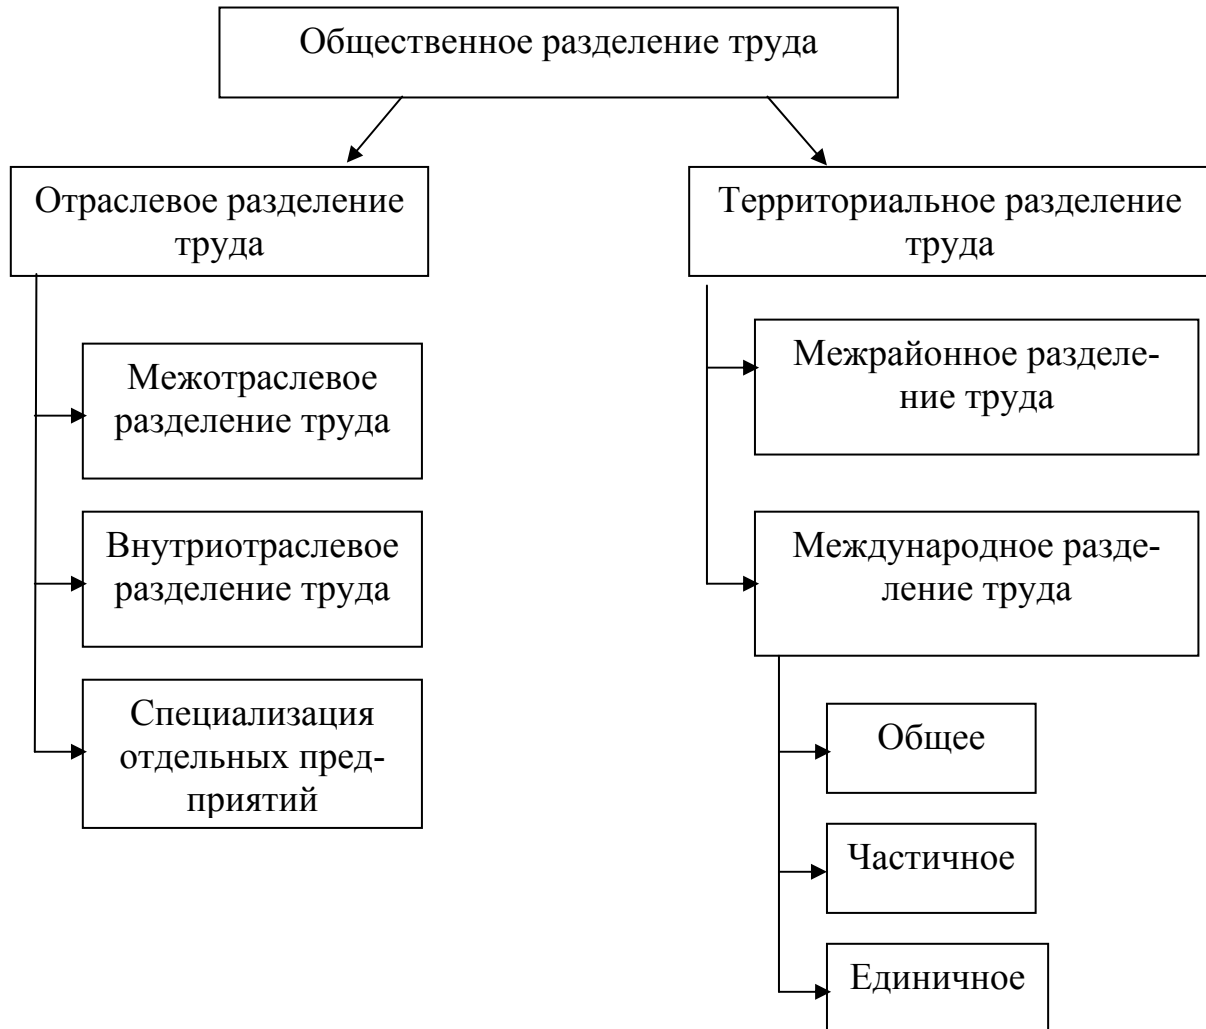 Общественное разделение труда
Отраслевое разделение
труда
Межотраслевое
разделение труда
Внутриотраслевое
разделение труда
Специализация
отдельных пред-
приятий
Территориальное разделение
труда
Межрайонное разделе-
ние труда
Международное разде-
ление труда
Общее
Частичное
Единичное